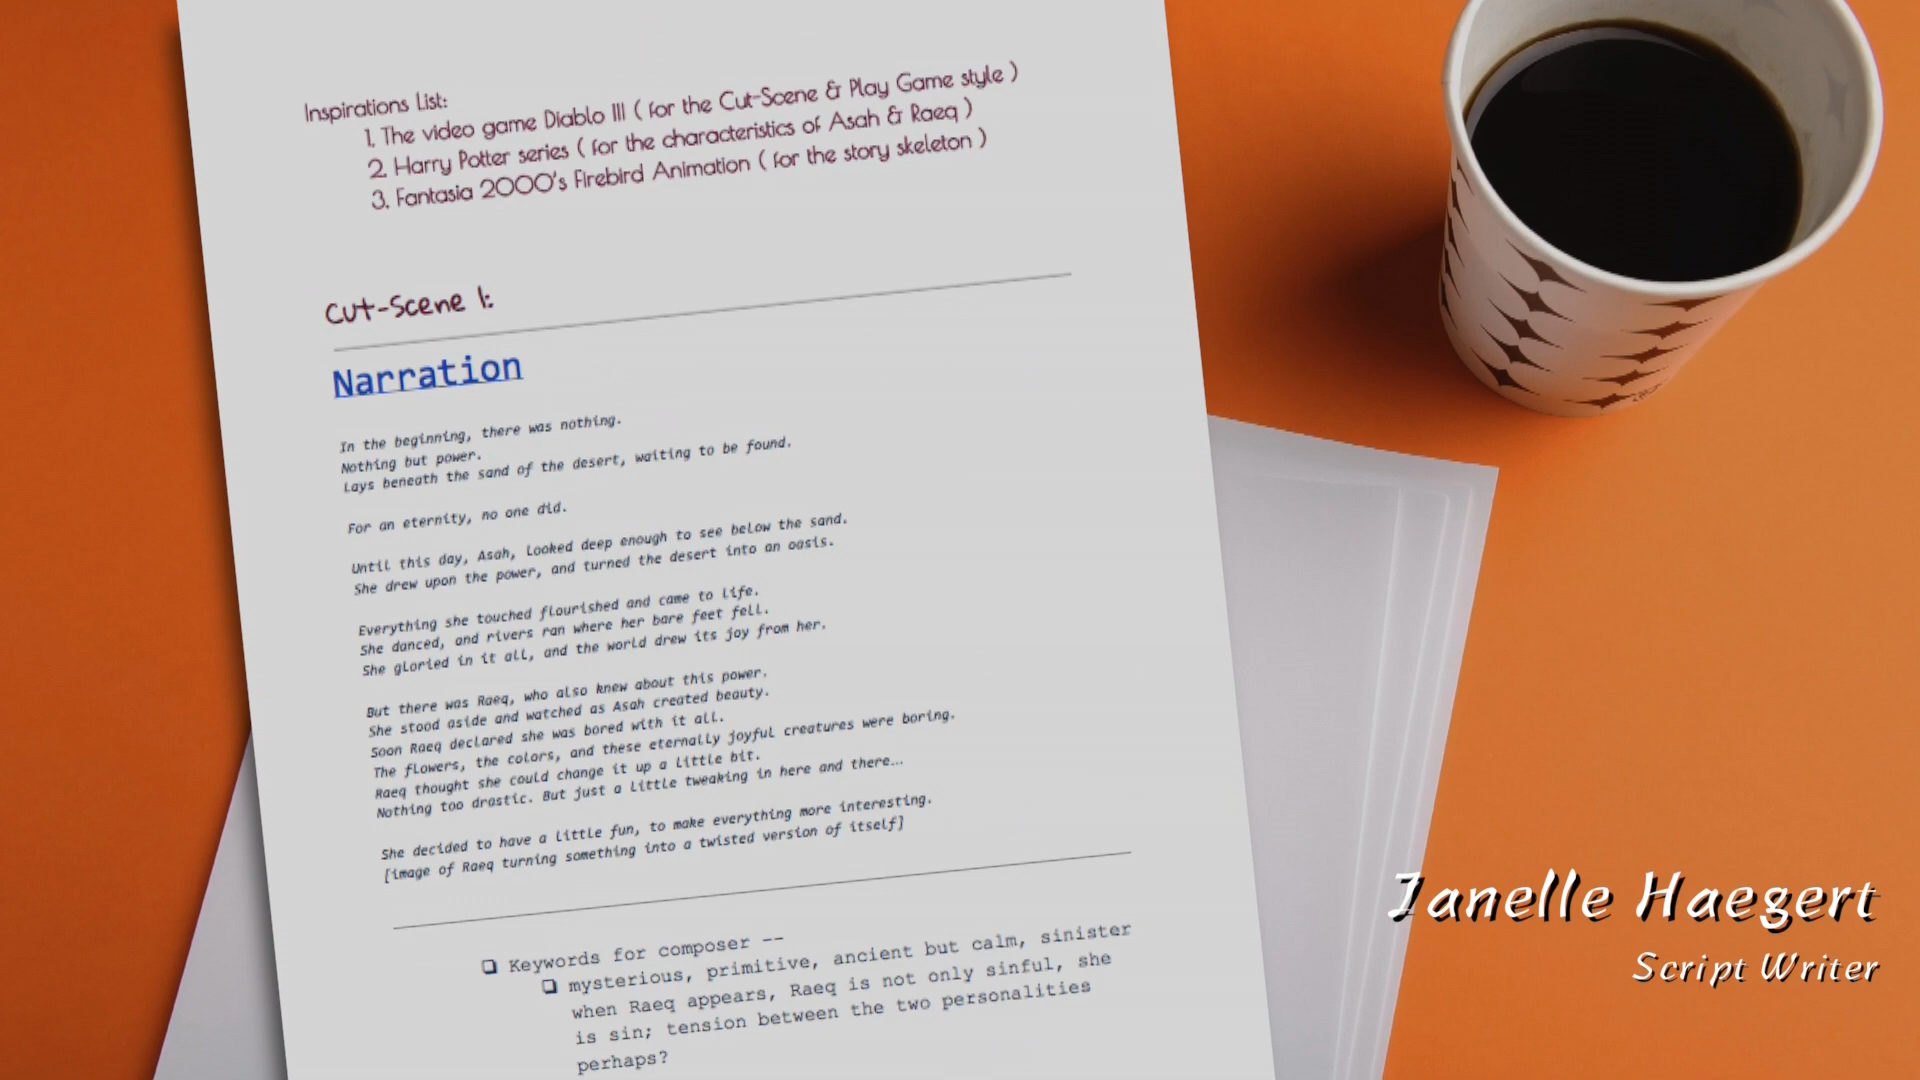 Inspirations List:
1. The video game Diablo III ( for the Cut-Scene & Play Game style )
2. Harry Potter series ( for the characteristics of Asah & Raeq )
3. Fantasia 2000's Firebird Animation ( for the story skeleton )
Cut-Scene 1:
Narration
In the beginning, there was nothing.
Nothing but power.
Lays beneath the sand of the desert, waiting to be found.
For an eternity, no one did.
Until this day, Asah, looked deep enough to see below the sand.
She drew upon the power, and turned the desert into an oasis.
Everything she touched flourished and came to life.
She danced, and rivers ran where her bare feet fell.
She gloried in it all, and the world drew its joy from her.
But there was Raeq, who also knew about this power.
She stood aside and watched as Asah created beauty.
Soon Raeq declared she was bored with it all.
The flowers, the colors, and these eternally joyful creatures were boring.
Raeq thought she could change it up a little bit.
Nothing too drastic. But just a little tweaking in here and there...
She decided to have a little fun, to make everything more interesting.
[image of Raeq turning something into a twisted version of itself]
❏ Keywords for composer --
❏ mysterious, primitive, ancient but calm, sinister
when Raeq appears, Raeq is not only sinful, she
is sin; tension between the two personalities
perhaps?
Janelle Haegert
Script Writer